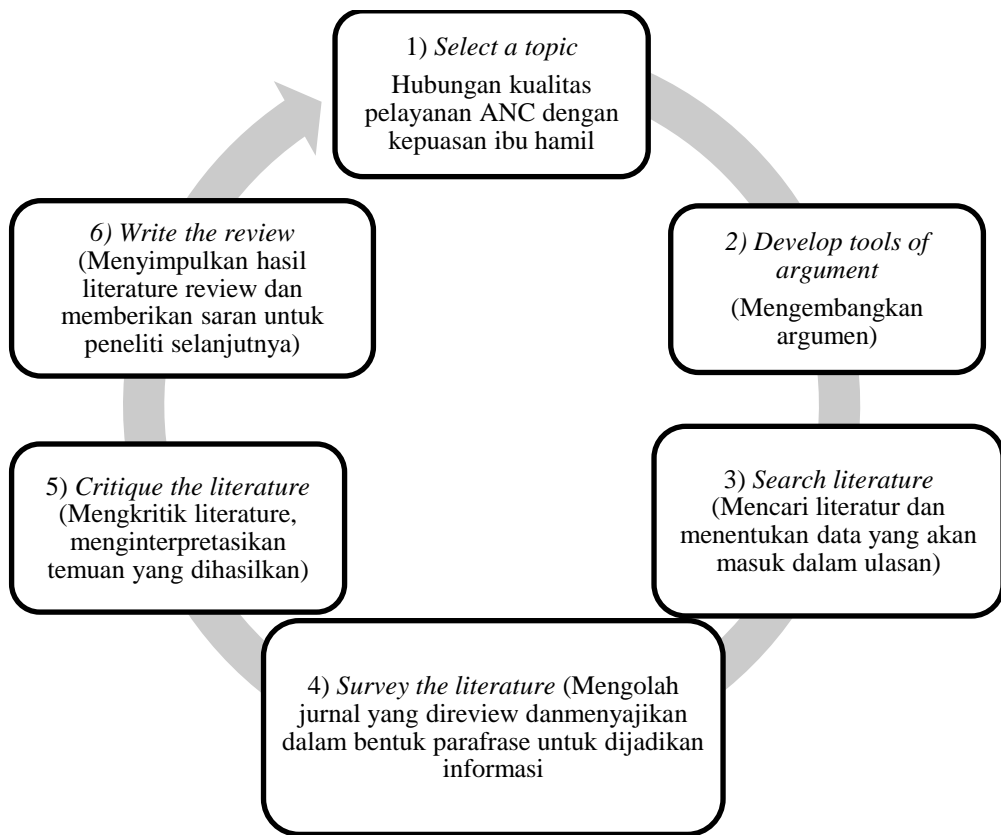 1) Select a topic
Hubungan kualitas
pelayanan ANC dengan
kepuasan ibu hamil
2) Develop tools of
argument
(Mengembangkan
argumen)
3) Search literature
(Mencari literatur dan
menentukan data yang akan
masuk dalam ulasan)
4) Survey the literature (Mengolah
jurnal yang direview danmenyajikan
dalam bentuk parafrase untuk dijadikan
informasi
5) Critique the literature
(Mengkritik literature,
menginterpretasikan
temuan yang dihasilkan)
6) Write the review
(Menyimpulkan hasil
literature review dan
memberikan saran untuk
peneliti selanjutnya)